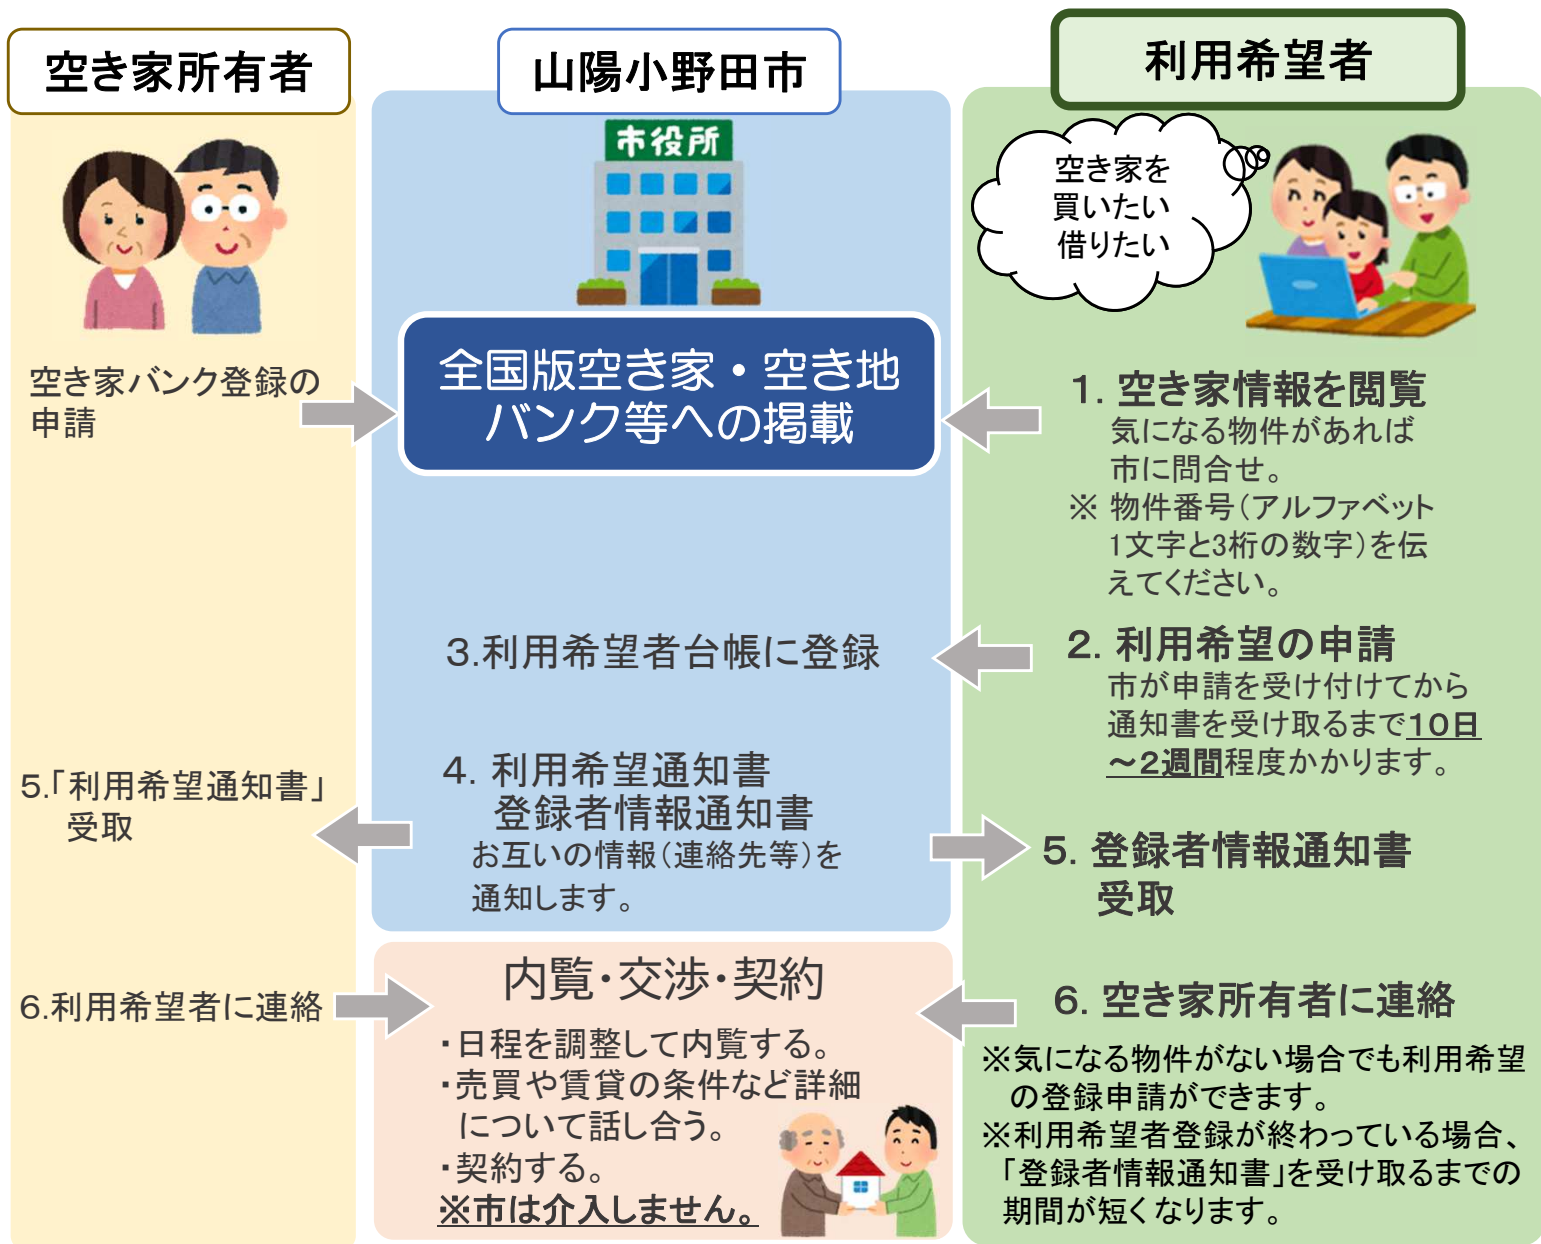 空き家所有者
山陽小野田市
利用希望者
市役所
空き家を
買いたい
借りたい
空き家バンク登録の
申請
全国版空き家・空き地
バンク等への掲載
1. 空き家情報を閲覧
気になる物件があれば
市に問合せ。
※ 物件番号（アルファベット
1文字と3桁の数字）を伝
えてください。
3.利用希望者台帳に登録
2. 利用希望の申請
市が申請を受け付けてから
通知書を受け取るまで10日
～2週間程度かかります。
4. 利用希望通知書
登録者情報通知書
お互いの情報（連絡先等）を
通知します。
5.「利用希望通知書」
受取
5. 登録者情報通知書
受取
6.利用希望者に連絡
内覧・交渉・契約
・日程を調整して内覧する。
・売買や賃貸の条件など詳細
について話し合う。
・契約する。
※市は介入しません。
6. 空き家所有者に連絡
※気になる物件がない場合でも利用希望
の登録申請ができます。
※利用希望者登録が終わっている場合、
「登録者情報通知書」を受け取るまでの
期間が短くなります。